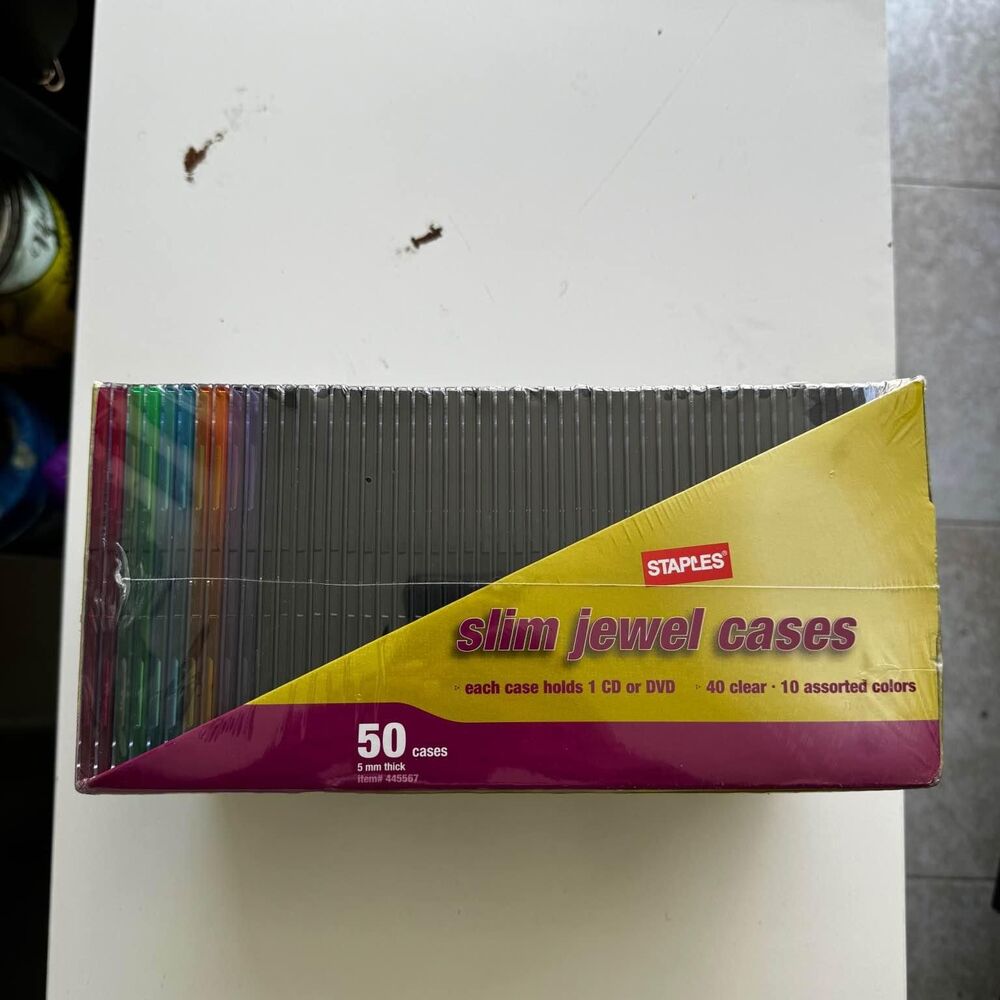 STAPLES®
slim jewel cases
▹ each case holds 1 CD or DVD ▹ 40 clear · 10 assorted colors
50 cases
5 mm thick
Item# 445567